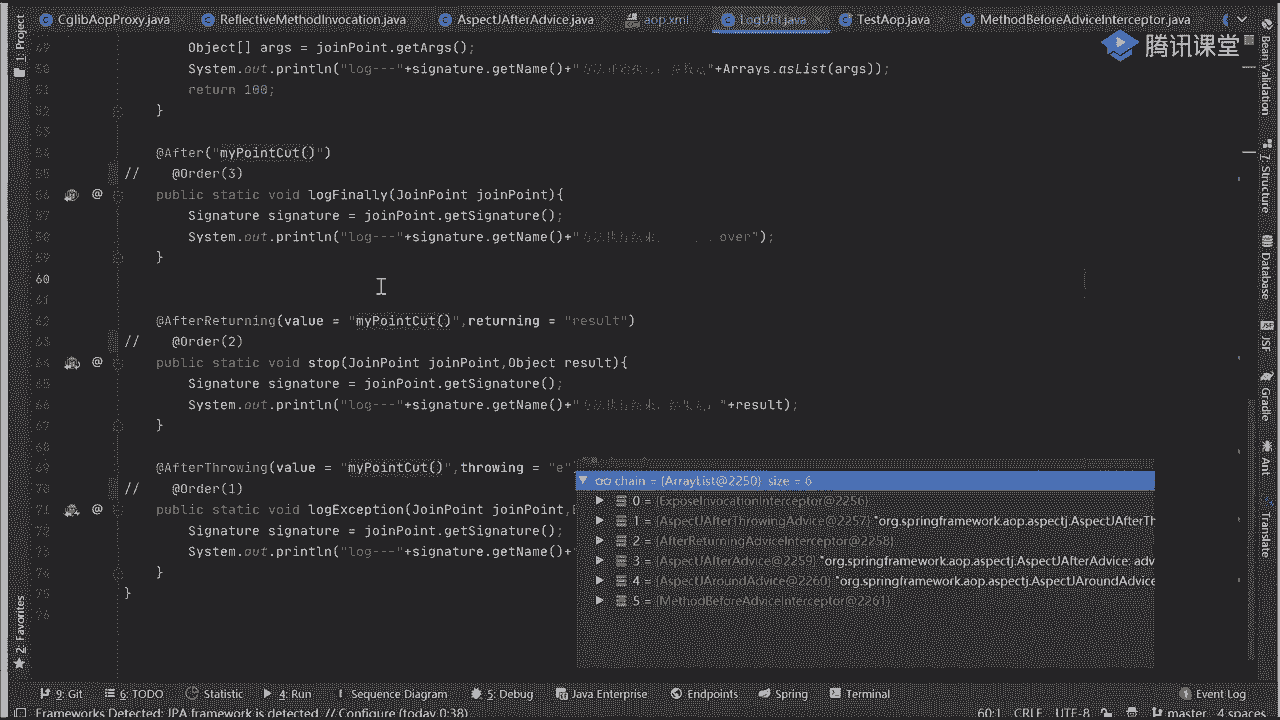 CglibAopProxy.java ReflectiveMethodInvocation.java AspectJAfterAdvice.java aop.xml LogUtil.java TestAop.java MethodBeforeAdviceInterceptor.java
腾讯课堂
1: Project
Object[] args = joinPoint.getArgs();
50 System.out.println("log---"+signature.getName()+" "+Arrays.asList(args));
51 return 100;
52 }
53
54 @After("myPointCut()")
55 // @Order(3)
56 @ public static void logFinally(JoinPoint joinPoint){
57 Signature signature = joinPoint.getSignature();
58 System.out.println("log---"+signature.getName()+" over");
59 }
60
61
62 @AfterReturning(value = "myPointCut()",returning = "result")
63 // @Order(2)
64 @ public static void stop(JoinPoint joinPoint,Object result){
65 Signature signature = joinPoint.getSignature();
66 System.out.println("log---"+signature.getName()+" "+result);
67 }
68
69 @AfterThrowing(value = "myPointCut()",throwing = "e"
70 // @Order(1)
71 @ public static void logException(JoinPoint joinPoint,
72 Signature signature = joinPoint.getSignature();
73 System.out.println("log---"+signature.getName()+"
74 }
75 }
76
chain = {ArrayList@2250} size = 6
0 = {ExposeInvocationInterceptor@2256}
1 = {AspectJAfterThrowingAdvice@2257} "org.springframework.aop.aspectj.AspectJAfterTh
2 = {AfterReturningAdviceInterceptor@2258}
3 = {AspectJAfterAdvice@2259} "org.springframework.aop.aspectj.AspectJAfterAdvice: adv
4 = {AspectJAroundAdvice@2260} "org.springframework.aop.aspectj.AspectJAroundAdvice
5 = {MethodBeforeAdviceInterceptor@2261}
Bean Validation
7: Structure
Database
JSF
Gradle
Ant
Translate
2: Favorites
9: Git 6: TODO Statistic 4: Run Sequence Diagram 5: Debug Java Enterprise Endpoints Spring Terminal 1 Event Log
Frameworks Detected: JPA framework is detected. // Configure (today 0:38) 60:1 CRLF UTF-8 master 4 spaces